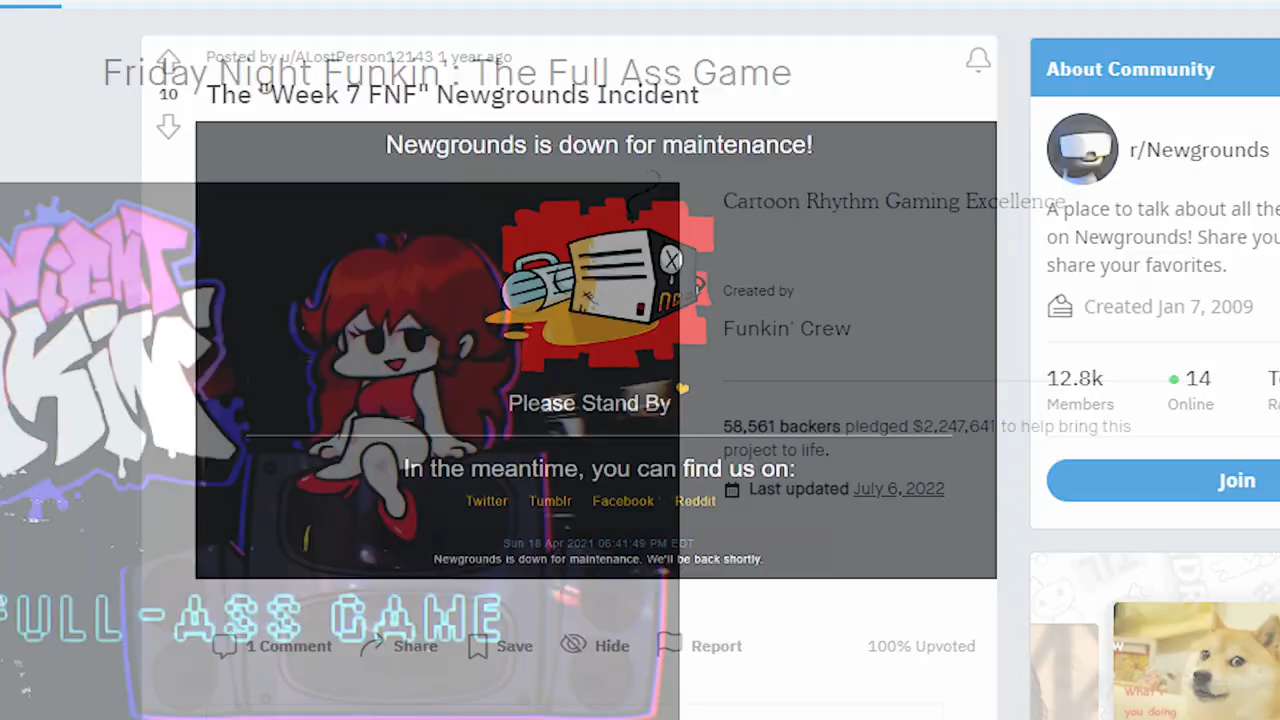 Posted by u/ALostPerson12143 1 year ago
Friday Night Funkin': The Full Ass Game
10
The "Week 7 FNF" Newgrounds Incident
About Community
r/Newgrounds
Newgrounds is down for maintenance!
Cartoon Rhythm Gaming Excellence
A place to talk about all the
on Newgrounds! Share you
share your favorites.
Created Jan 7, 2009
Created by
Funkin' Crew
NIGHT
12.8k
14
Members
Online
Please Stand By
58,561 backers pledged $2,247,641 to help bring this
project to life.
In the meantime, you can find us on:
Last updated July 6, 2022
Twitter Tumblr Facebook Reddit
Join
Sun 18 Apr 2021 06:41:49 PM EDT
Newgrounds is down for maintenance. We'll be back shortly.
FULL-ASS GAME
1 Comment Share Save Hide Report
100% Upvoted
you doing